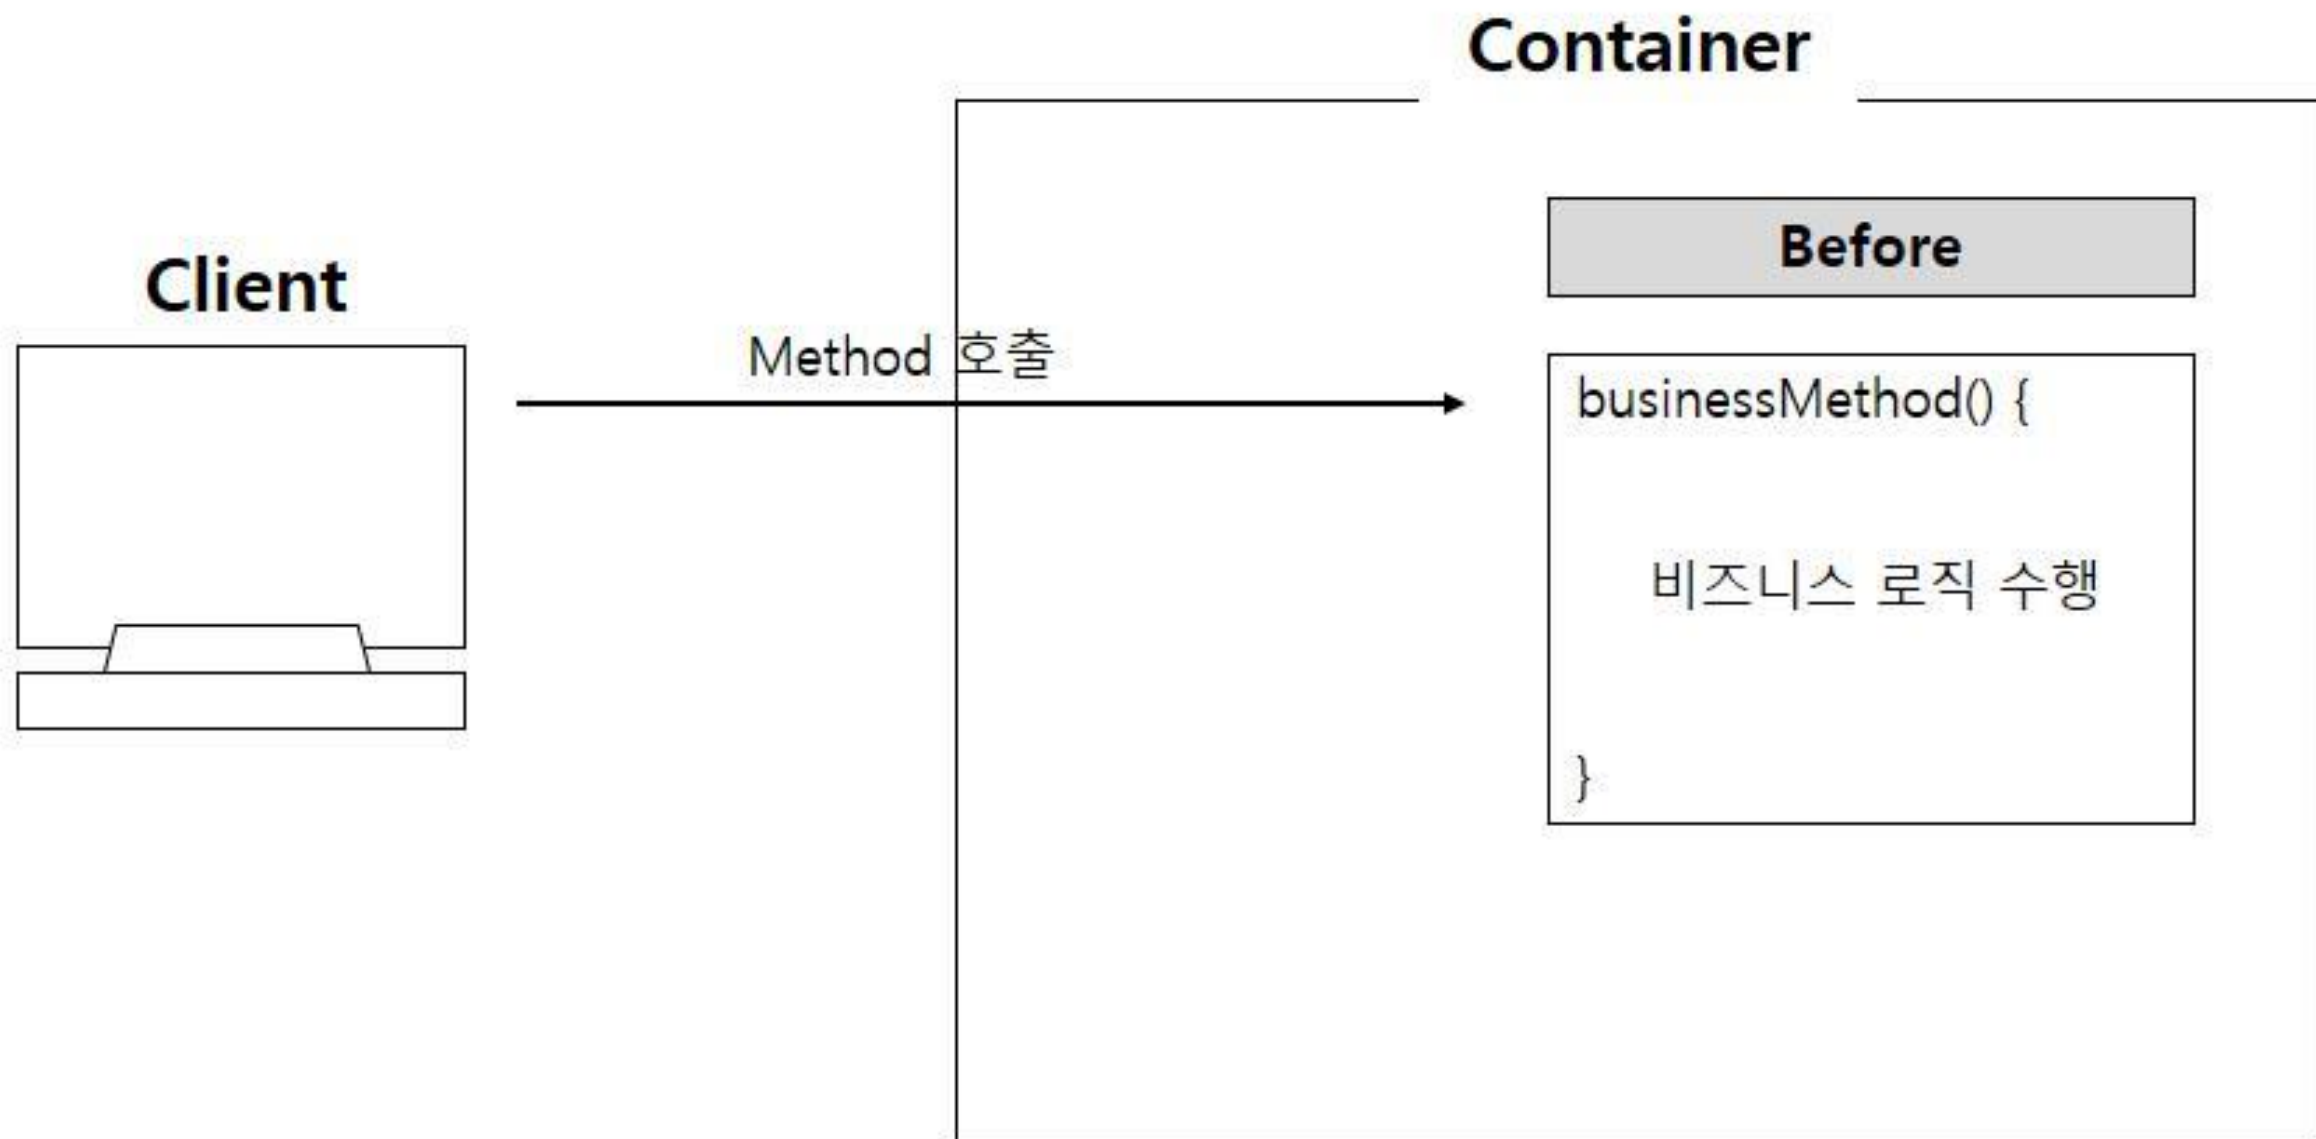 Container
Before
Client
Method 호출
businessMethod() {
비즈니스 로직 수행
}